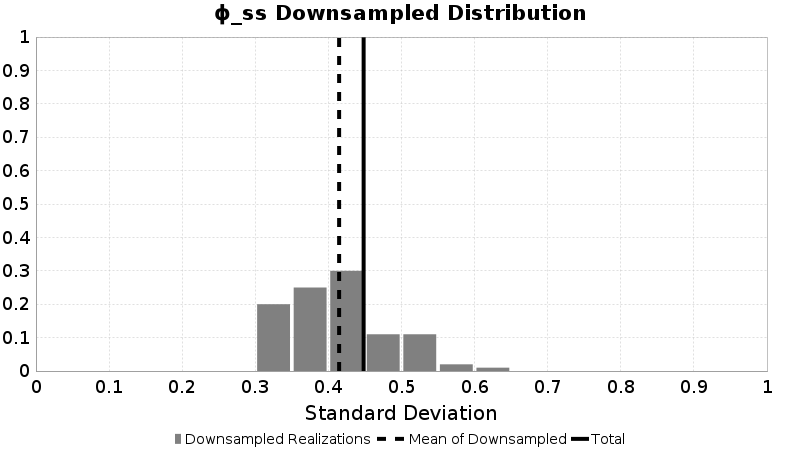 ϕ_ss Downsampled Distribution
1
0.9
0.8
0.7
0.6
0.5
0.4
0.3
0.2
0.1
0
0 0.1 0.2 0.3 0.4 0.5 0.6 0.7 0.8 0.9 1
Standard Deviation
Downsampled Realizations Mean of Downsampled Total